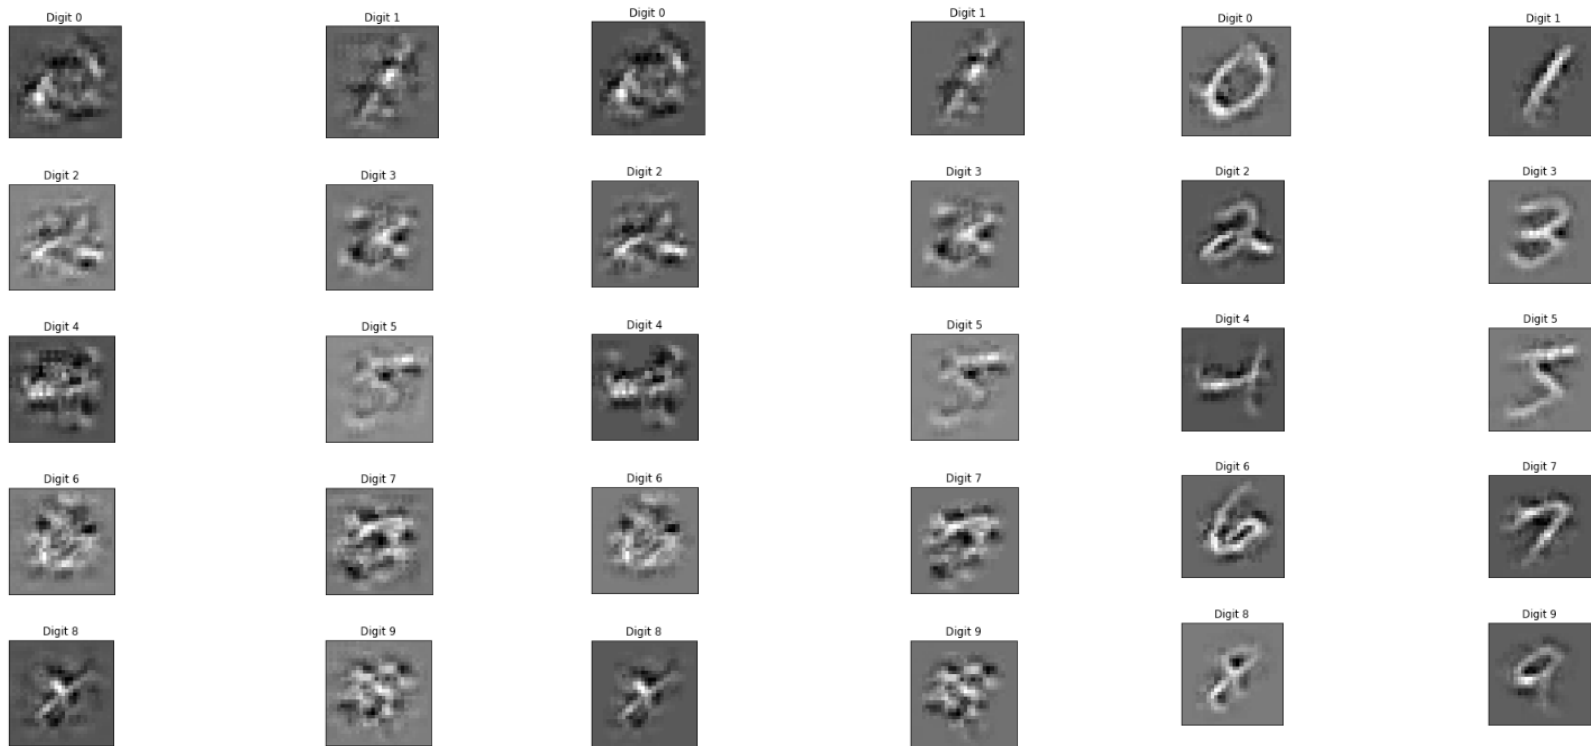 Digit 0 Digit 1 Digit 0 Digit 1 Digit 0 Digit 1
Digit 2 Digit 3 Digit 2 Digit 3 Digit 2 Digit 3
Digit 4 Digit 5 Digit 4 Digit 5 Digit 4 Digit 5
Digit 6 Digit 7 Digit 6 Digit 7 Digit 6 Digit 7
Digit 8 Digit 9 Digit 8 Digit 9 Digit 8 Digit 9